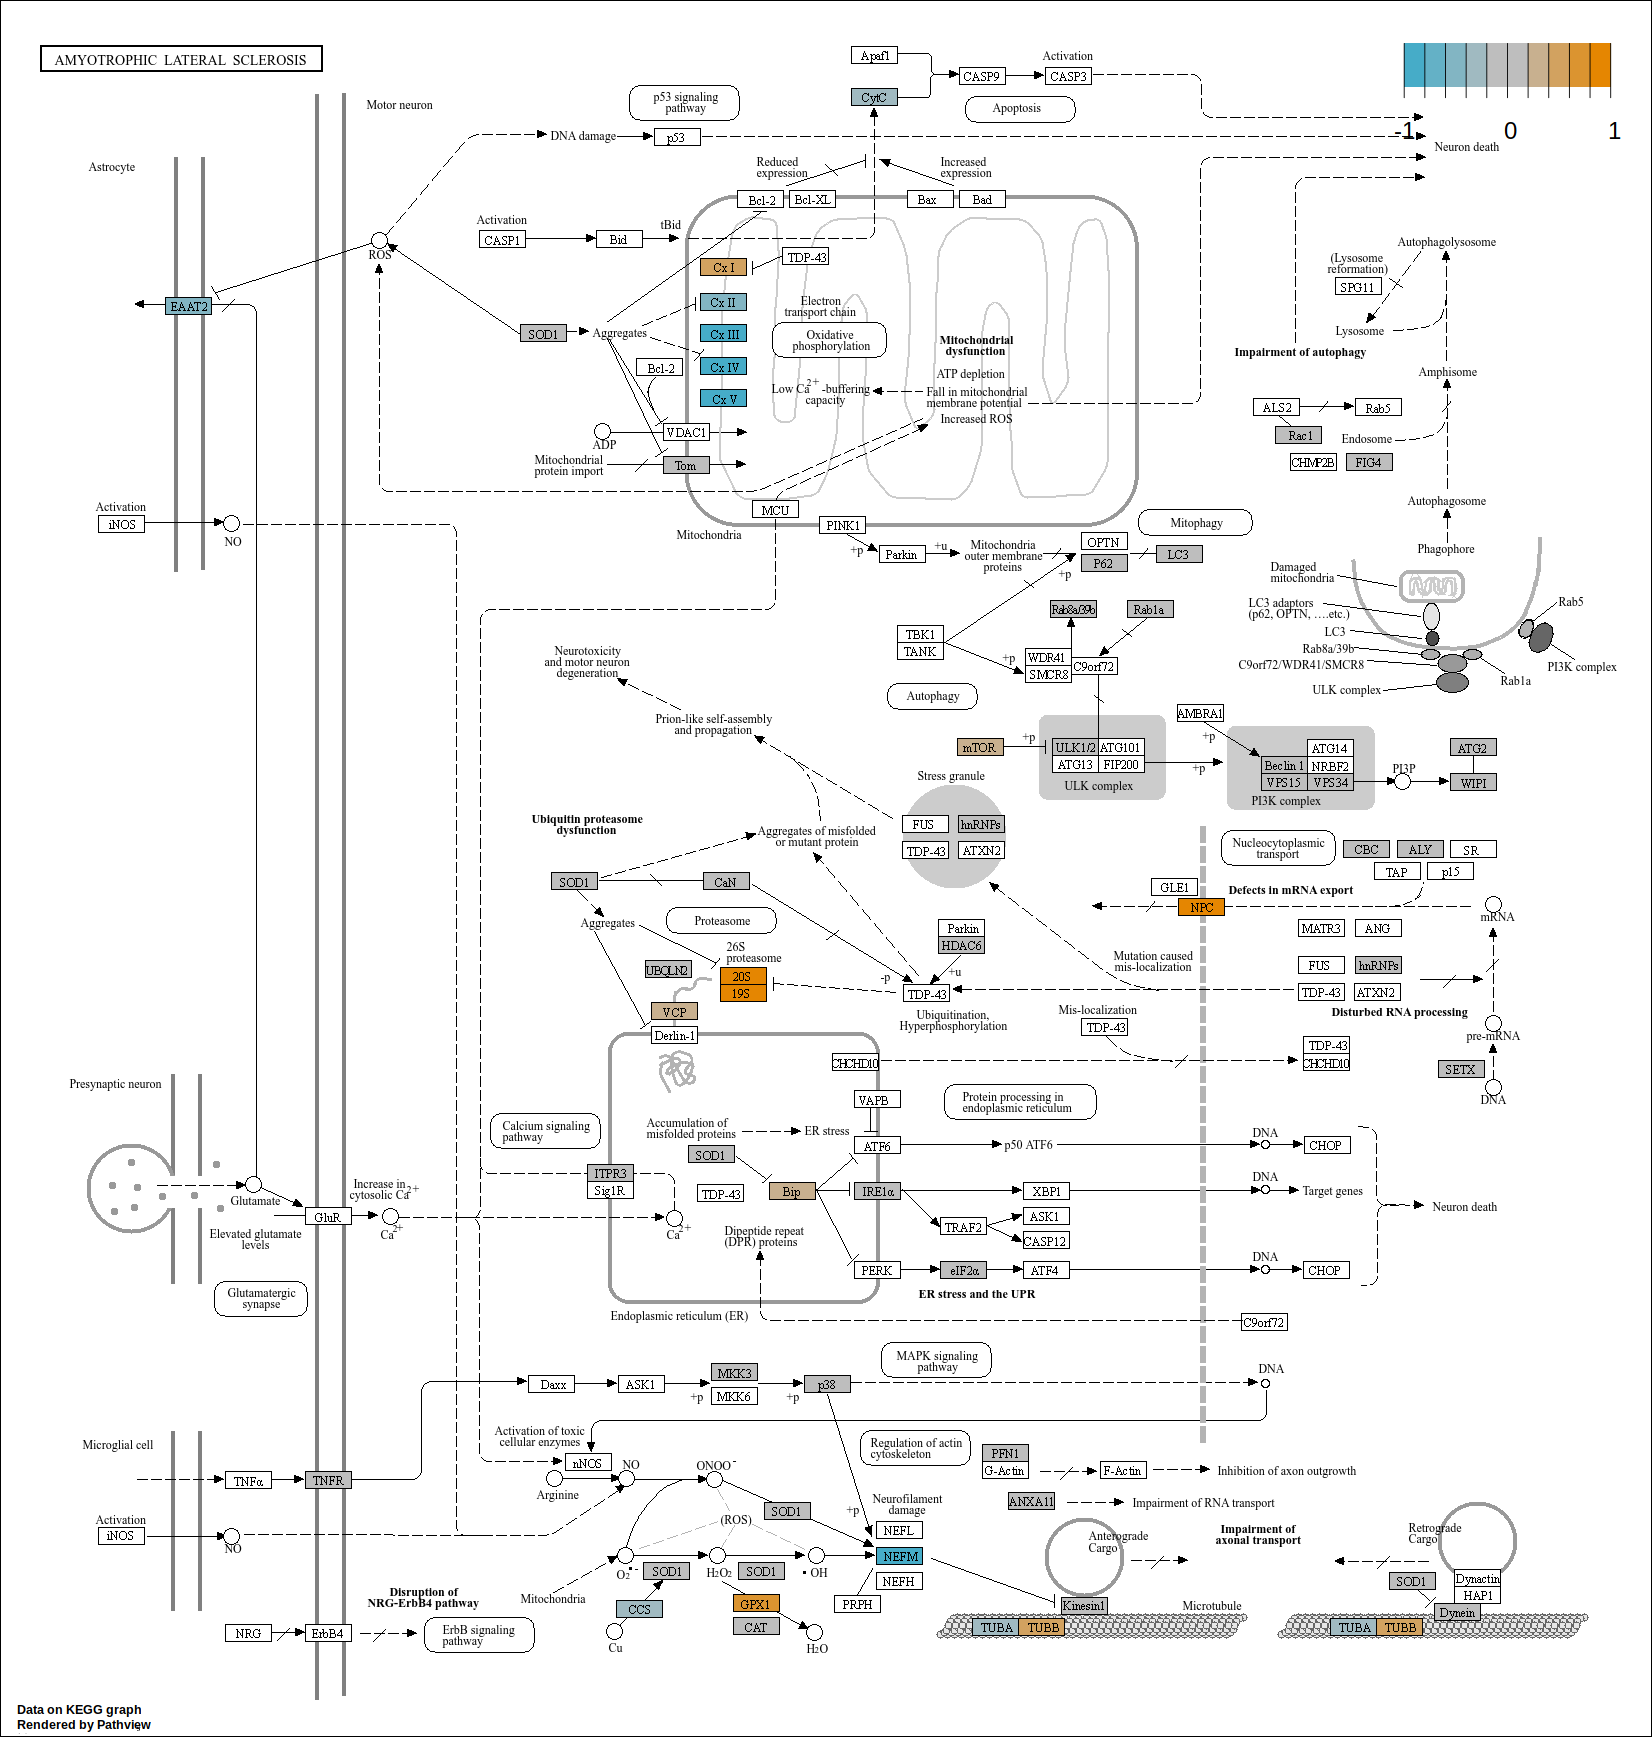 AMYOTROPHIC LATERAL SCLEROSIS
-1
0
1
Motor neuron
Astrocyte
p53 signaling
pathway
DNA damage
p53
Apaf1
CytC
CASP9
Activation
CASP3
Apoptosis
Neuron death
Reduced
expression
Increased
expression
Bcl-2
Bcl-XL
Bax
Bad
Activation
CASP1
Bid
tBid
ROS
EAAT2
TDP-43
Cx I
Cx II
Cx III
Cx IV
Cx V
Electron
transport chain
Oxidative
phosphorylation
Mitochondrial
dysfunction
ATP depletion
Low Ca2+ -buffering
capacity
Fall in mitochondrial
membrane potential
Increased ROS
SOD1
Aggregates
Bcl-2
VDAC1
ADP
Mitochondrial
protein import
Tom
MCU
Mitochondria
PINK1
+p
Parkin
+u
Mitochondria
outer membrane
proteins
OPTN
P62
LC3
+p
Mitophagy
Autophagolysosome
(Lysosome
reformation)
SPG11
Lysosome
Impairment of autophagy
Amphisome
ALS2
Rab5
Rac1
Endosome
CHMP2B
FIG4
Autophagosome
Phagophore
Damaged
mitochondria
LC3 adaptors
(p62, OPTN, ....etc.)
LC3
Rab8a/39b
C9orf72/WDR41/SMCR8
ULK complex
Rab5
PI3K complex
Rab1a
Activation
iNOS
NO
Rab8a/39b
Rab1a
TBK1
TANK
+p
WDR41
SMCR8
C9orf72
Autophagy
Neurotoxicity
and motor neuron
degeneration
Prion-like self-assembly
and propagation
mTOR
+p
ULK1/2
ATG101
ATG13
FIP200
ULK complex
+p
AMBRA1
+p
ATG14
Beclin 1
NRBF2
VPS15
VPS34
PI3K complex
PI3P
ATG2
WIPI
Stress granule
FUS
hnRNPs
TDP-43
ATXN2
Ubiquitin proteasome
dysfunction
Aggregates of misfolded
or mutant protein
SOD1
CaN
Aggregates
Proteasome
26S
proteasome
20S
19S
UBQLN2
VCP
Derlin-1
Parkin
HDAC6
+u
-p
TDP-43
Ubiquitination,
Hyperphosphorylation
Nucleocytoplasmic
transport
CBC
ALY
SR
TAP
p15
GLE1
Defects in mRNA export
NPC
mRNA
MATR3
ANG
FUS
hnRNPs
TDP-43
ATXN2
Disturbed RNA processing
pre-mRNA
SETX
DNA
Mutation caused
mis-localization
Mis-localization
TDP-43
CHCHD10
TDP-43
CHCHD10
Presynaptic neuron
Glutamate
Elevated glutamate
levels
Glutamatergic
synapse
GluR
Increase in
cytosolic Ca2+
Ca2+
Calcium signaling
pathway
ITPR3
Sig1R
Ca2+
Accumulation of
misfolded proteins
ER stress
SOD1
TDP-43
Bip
Dipeptide repeat
(DPR) proteins
Endoplasmic reticulum (ER)
VAPB
ATF6
IRE1α
PERK
Protein processing in
endoplasmic reticulum
p50 ATF6
DNA
CHOP
XBP1
DNA
Target genes
TRAF2
ASK1
CASP12
eIF2α
ATF4
DNA
CHOP
Neuron death
ER stress and the UPR
C9orf72
MAPK signaling
pathway
Daxx
ASK1
+p
MKK3
MKK6
+p
p38
DNA
Microglial cell
TNFα
TNFR
Activation
iNOS
NO
Activation of toxic
cellular enzymes
nNOS
Arginine
NO
ONOO-
(ROS)
SOD1
O2•-
SOD1
H2O2
SOD1
•OH
Mitochondria
CCS
Cu
GPX1
CAT
H2O
Disruption of
NRG-ErbB4 pathway
NRG
ErbB4
ErbB signaling
pathway
Regulation of actin
cytoskeleton
PFN1
G-Actin
F-Actin
Inhibition of axon outgrowth
ANXA11
Impairment of RNA transport
+p
Neurofilament
damage
NEFL
NEFM
NEFH
PRPH
Anterograde
Cargo
Kinesin1
TUBA
TUBB
Microtubule
Impairment of
axonal transport
Retrograde
Cargo
SOD1
Dynactin
HAP1
Dynein
TUBA
TUBB
Data on KEGG graph
Rendered by Pathview